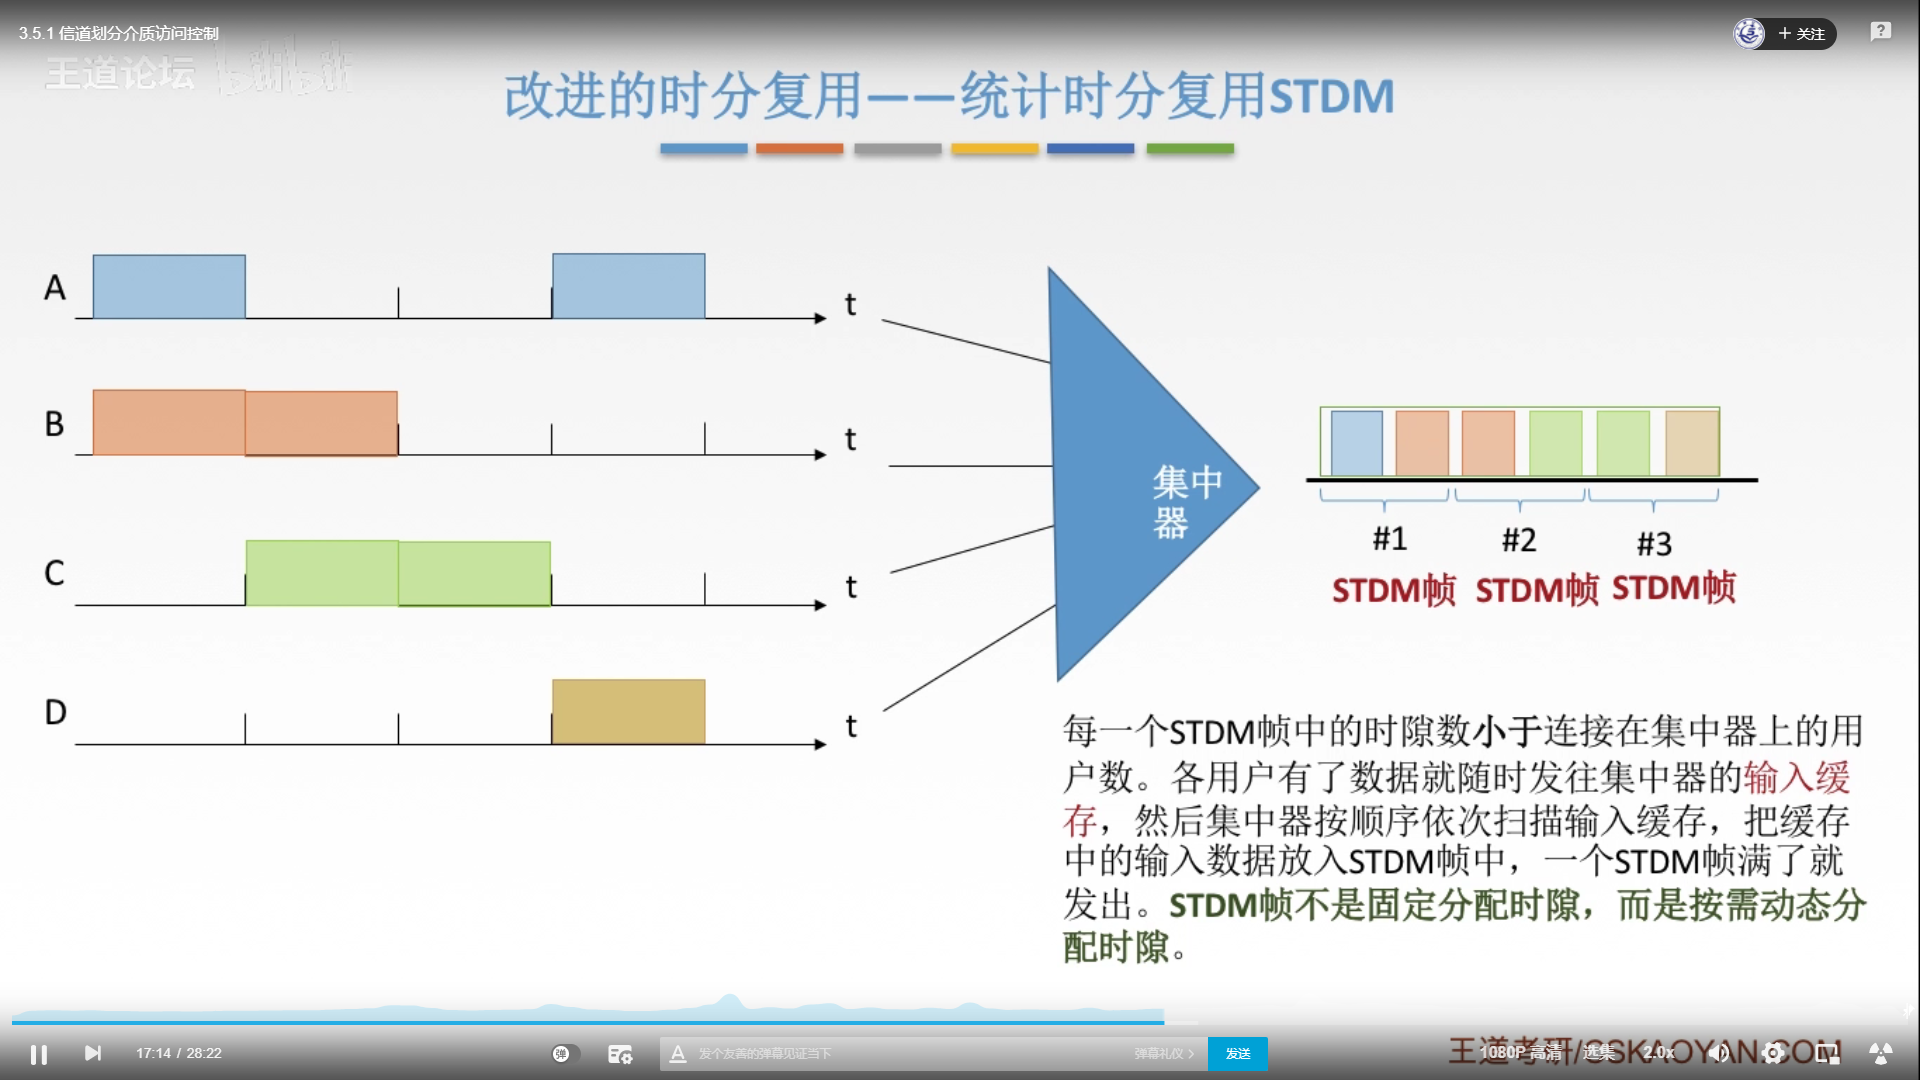 3.5.1 信道划分介质访问控制
+ 关注
?
王道论坛 bilibili
改进的时分复用——统计时分复用STDM
A
t
B
t
C
t
D
t
集中
器
#1
#2
#3
STDM帧
STDM帧
STDM帧
每一个STDM帧中的时隙数小于连接在集中器上的用
户数。各用户有了数据就随时发往集中器的输入缓
存，然后集中器按顺序依次扫描输入缓存，把缓存
中的输入数据放入STDM帧中，一个STDM帧满了就
发出。STDM帧不是固定分配时隙，而是按需动态分
配时隙。
17:14 / 28:22
弹
A
发个友善的弹幕见证当下
弹幕礼仪 >
发送
王道考研/CSKAOYAN.COM
1080P 高清
选集
2.0x